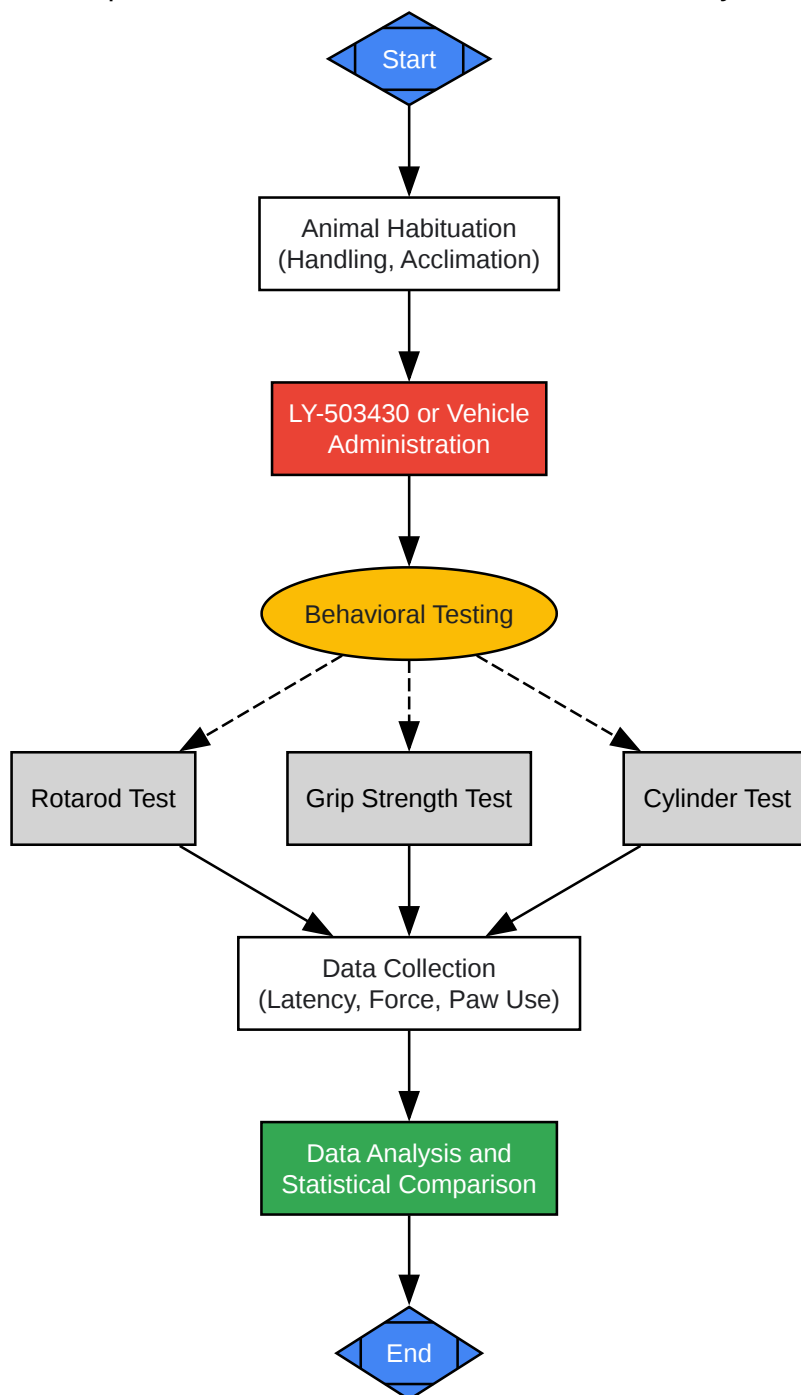 Start
Animal Habituation
(Handling, Acclimation)
LY-503430 or Vehicle
Administration
Behavioral Testing
Rotarod Test
Grip Strength Test
Cylinder Test
Data Collection
(Latency, Force, Paw Use)
Data Analysis and
Statistical Comparison
End